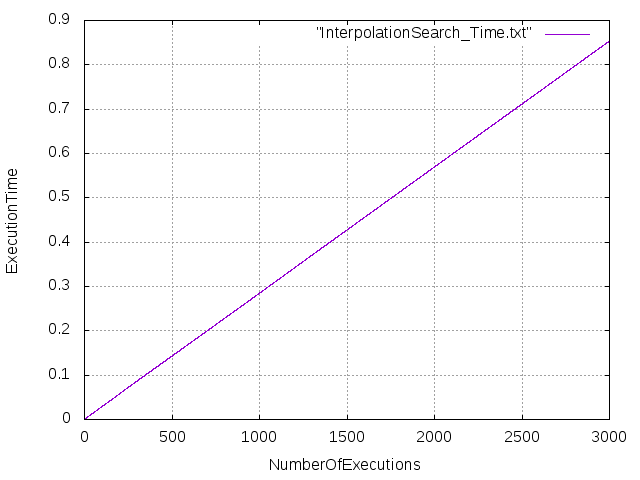 "InterpolationSearch_Time.txt"
0.9
0.8
0.7
0.6
0.5
0.4
0.3
0.2
0.1
0
ExecutionTime
0 500 1000 1500 2000 2500 3000
NumberOfExecutions